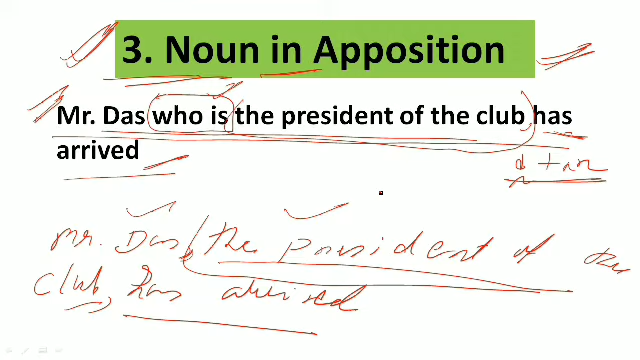 3. Noun in Apposition
Mr. Das who is the president of the club has
arrived
Mr. Das, the president of the
club, has